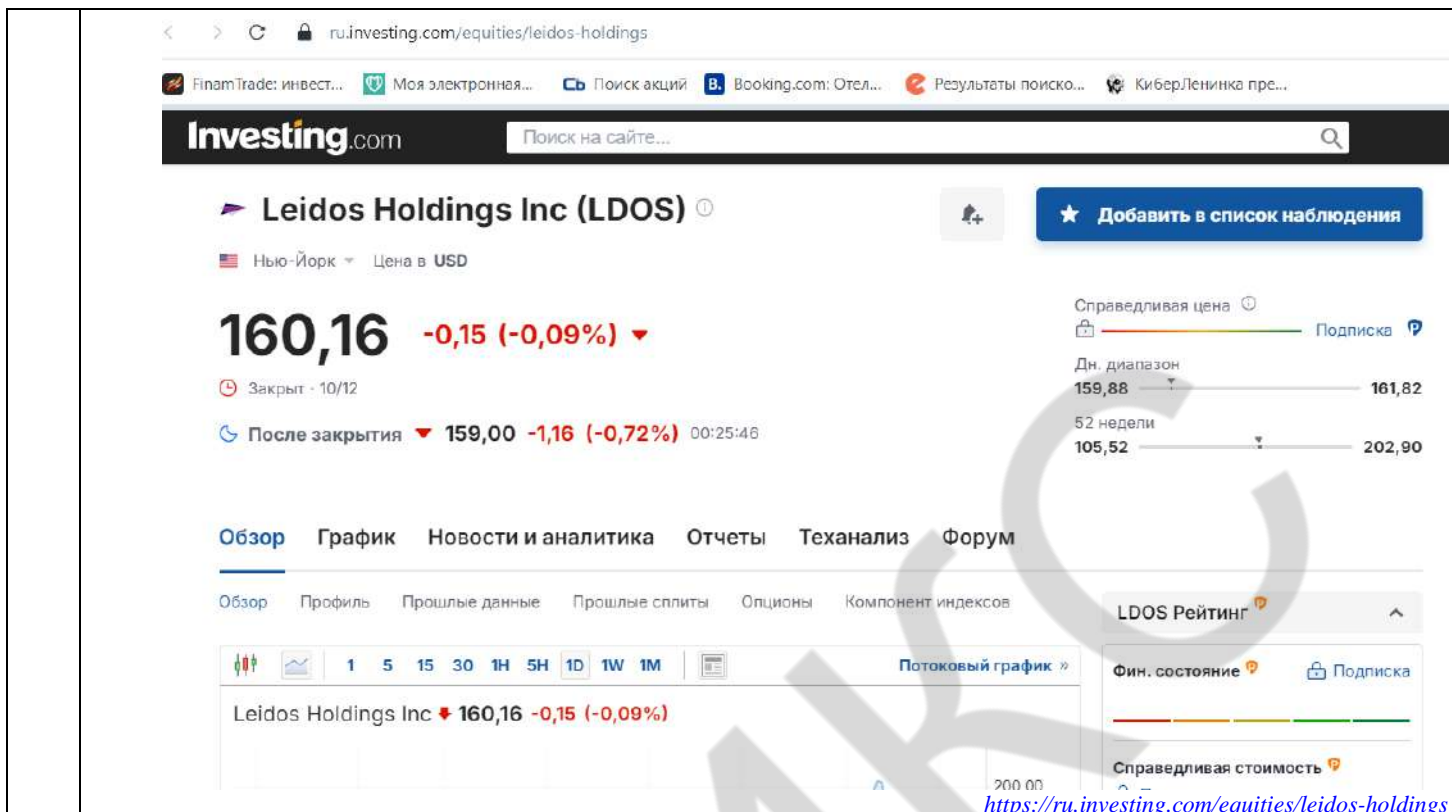 ru.investing.com/equities/leidos-holdings
FinamTrade: инвест... Моя электронная... Сь Поиск акций B. Booking.com: Отел... Результаты поиско... КиберЛенинка пре...
Investing.com Поиск на сайте...
Leidos Holdings Inc (LDOS)
Добавить в список наблюдения
Нью-Йорк Цена в USD
160,16 -0,15 (-0,09%)
Справедливая цена
Подписка
Закрыт · 10/12
Дн. диапазон
159,88 161,82
После закрытия 159,00 -1,16 (-0,72%) 00:25:46
52 недели
105,52 202,90
Обзор График Новости и аналитика Отчеты Теханализ Форум
Обзор Профиль Прошлые данные Прошлые сплиты Опционы Компонент индексов
LDOS Рейтинг
1 5 15 30 1H 5H 1D 1W 1M Потоковый график »
Фин. состояние Подписка
Leidos Holdings Inc 160,16 -0,15 (-0,09%)
Справедливая стоимость
200,00
https://ru.investing.com/equities/leidos-holdings